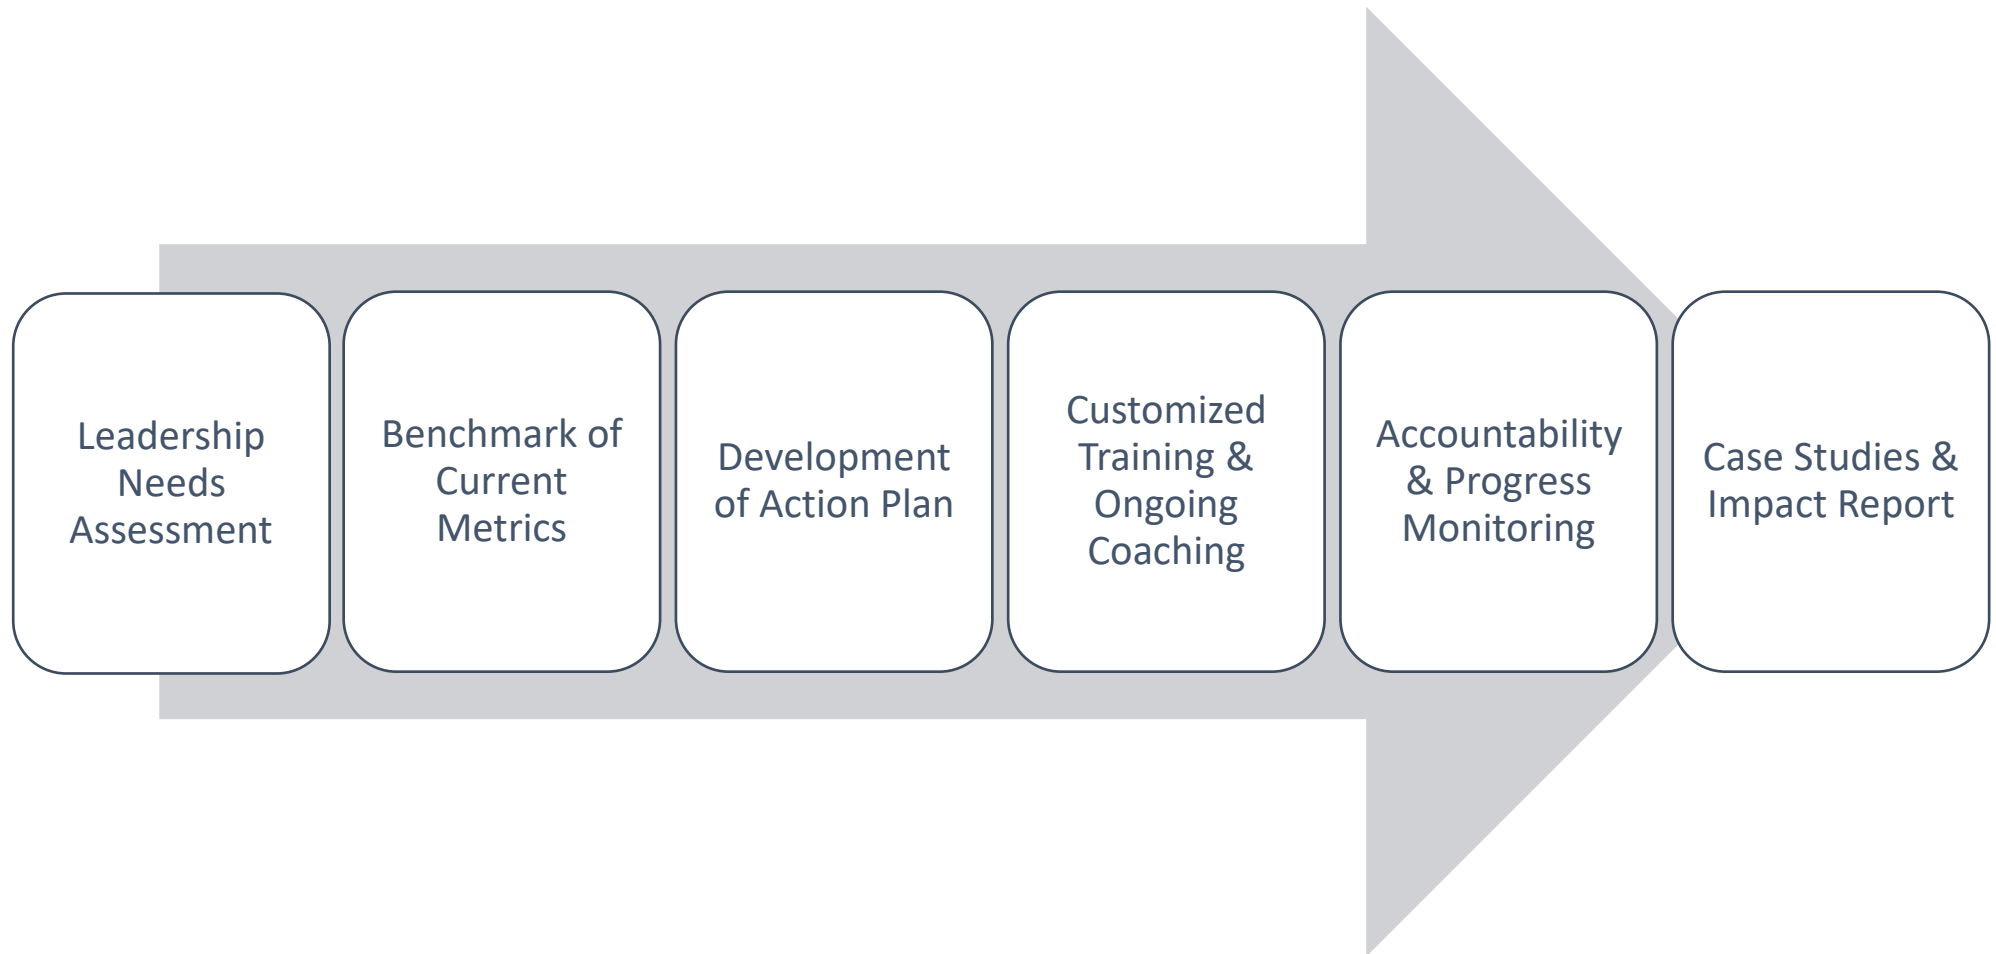 Leadership
Needs
Assessment
Benchmark of
Current
Metrics
Development
of Action Plan
Customized
Training &
Ongoing
Coaching
Accountability
& Progress
Monitoring
Case Studies &
Impact Report